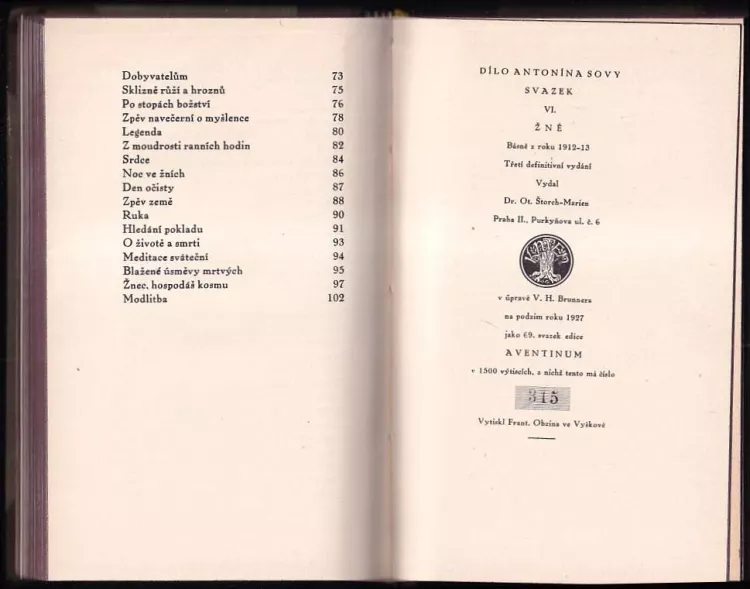 Dobyvatelům 73
Sklizně růží a hroznů 75
Po stopách božství 76
Zpěv navečerní o myšlence 78
Legenda 80
Z moudrosti ranních hodin 82
Srdce 84
Noc ve žních 86
Den očisty 87
Zpěv země 88
Ruka 90
Hledání pokladu 91
O životě a smrti 93
Meditace sváteční 94
Blažené úsměvy mrtvých 95
Žnec, hospodář kosmu 97
Modlitba 102
DÍLO ANTONÍNA SOVY
SVAZEK
VI.
ŽNĚ
Básně z roku 1912-13
Třetí definitivní vydání
Vydal
Dr. Ot. Štorch-Marien
Praha II., Purkyňova ul. č. 6
v úpravě V. H. Brunnera
na podzim roku 1927
jako 69. svazek edice
AVENTINUM
v 1500 výtiscích, z nichž tento má číslo
315
Vytiskl Frant. Obzina ve Vyškově